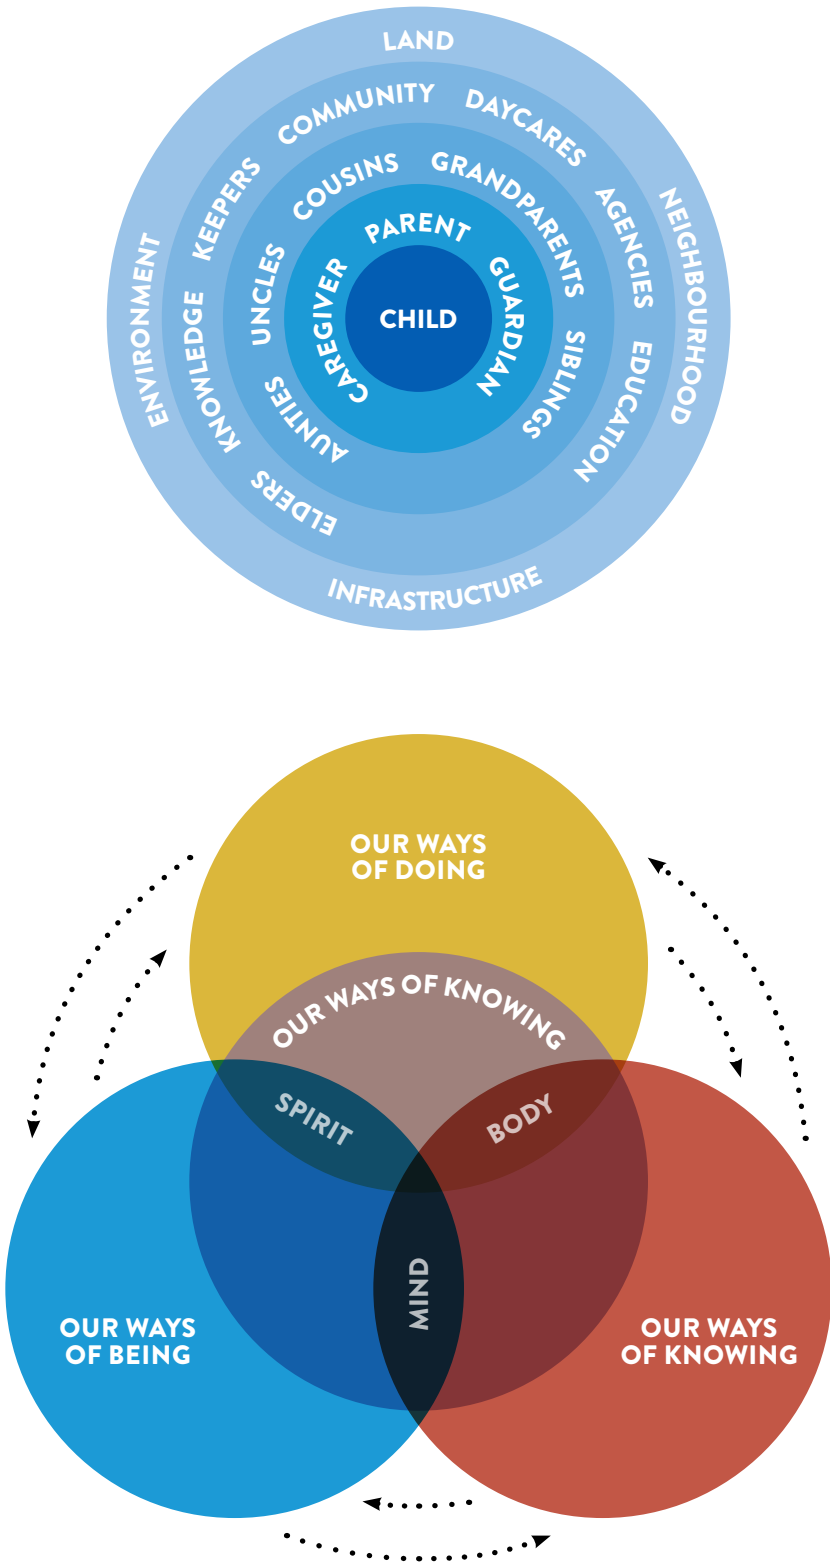 LAND
ENVIRONMENT
NEIGHBOURHOOD
INFRASTRUCTURE
ELDERS
KNOWLEDGE KEEPERS
COMMUNITY
DAYCARES
AGENCIES
EDUCATION
AUNTIES
UNCLES
COUSINS
GRANDPARENTS
SIBLINGS
CAREGIVER
PARENT
GUARDIAN
CHILD
OUR WAYS
OF DOING
OUR WAYS OF KNOWING
SPIRIT
BODY
MIND
OUR WAYS
OF BEING
OUR WAYS
OF KNOWING